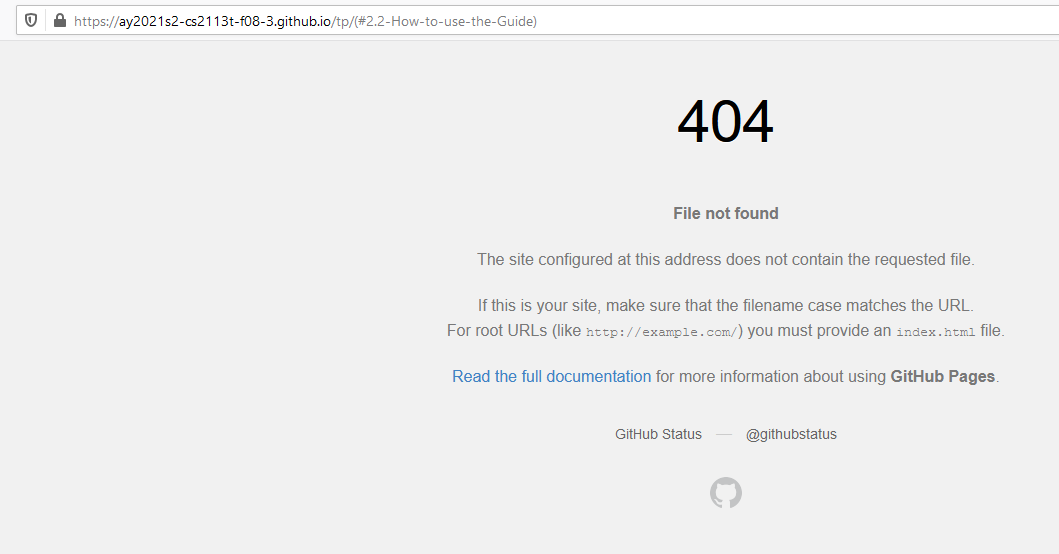 https://ay2021s2-cs2113t-f08-3.github.io/tp/(#2.2-How-to-use-the-Guide)
404
File not found
The site configured at this address does not contain the requested file.
If this is your site, make sure that the filename case matches the URL.
For root URLs (like http://example.com/) you must provide an index.html file.
Read the full documentation for more information about using GitHub Pages.
GitHub Status — @githubstatus